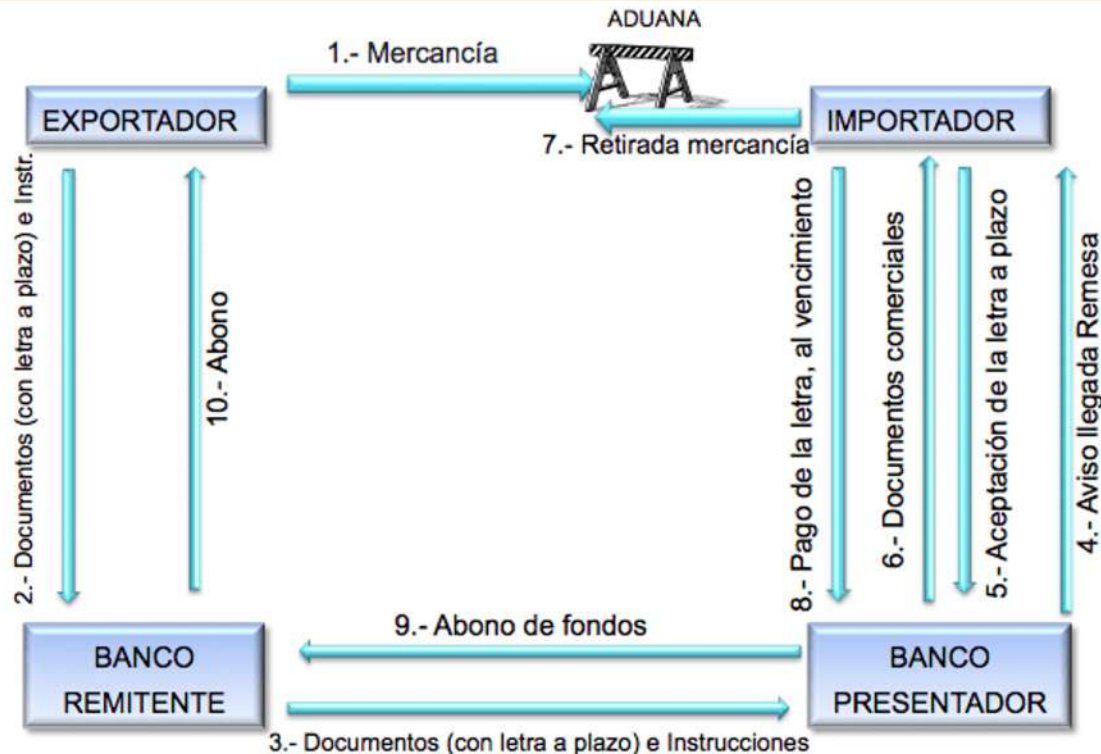 ADUANA
1.- Mercancía
EXPORTADOR
IMPORTADOR
7.- Retirada mercancía
2.- Documentos (con letra a plazo) e Instr.
10.- Abono
8.- Pago de la letra, al vencimiento
6.- Documentos comerciales
5.- Aceptación de la letra a plazo
4.- Aviso llegada Remesa
9.- Abono de fondos
BANCO
REMITENTE
BANCO
PRESENTADOR
3.- Documentos (con letra a plazo) e Instrucciones